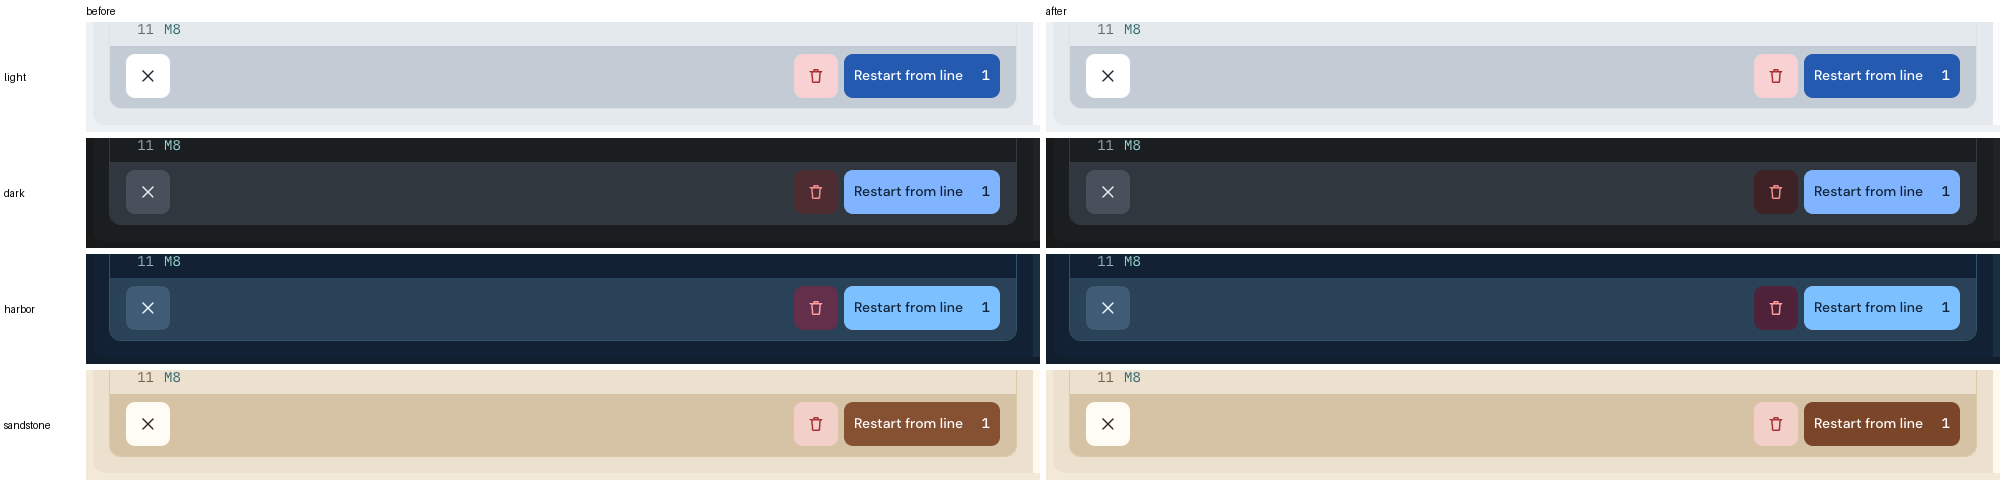 before after
11 M8 11 M8
light Restart from line 1 Restart from line 1
11 M8 11 M8
dark Restart from line 1 Restart from line 1
11 M8 11 M8
harbor Restart from line 1 Restart from line 1
11 M8 11 M8
sandstone Restart from line 1 Restart from line 1